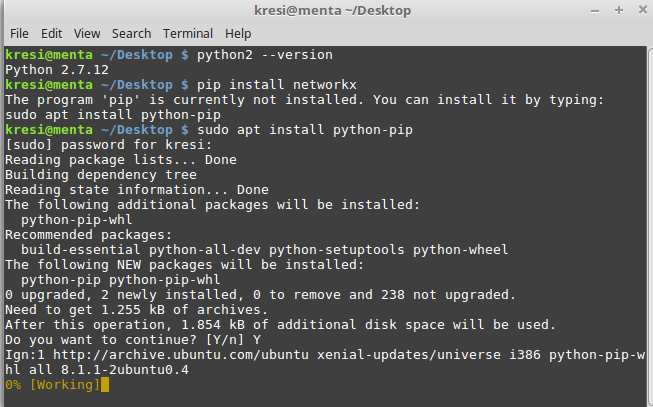 kresi@menta ~/Desktop
File Edit View Search Terminal Help
kresi@menta ~/Desktop $ python2 --version
Python 2.7.12
kresi@menta ~/Desktop $ pip install networkx
The program 'pip' is currently not installed. You can install it by typing:
sudo apt install python-pip
kresi@menta ~/Desktop $ sudo apt install python-pip
[sudo] password for kresi:
Reading package lists... Done
Building dependency tree
Reading state information... Done
The following additional packages will be installed:
  python-pip-whl
Recommended packages:
  build-essential python-all-dev python-setuptools python-wheel
The following NEW packages will be installed:
  python-pip python-pip-whl
0 upgraded, 2 newly installed, 0 to remove and 238 not upgraded.
Need to get 1.255 kB of archives.
After this operation, 1.854 kB of additional disk space will be used.
Do you want to continue? [Y/n] Y
Ign:1 http://archive.ubuntu.com/ubuntu xenial-updates/universe i386 python-pip-w
hl all 8.1.1-2ubuntu0.4
0% [Working]